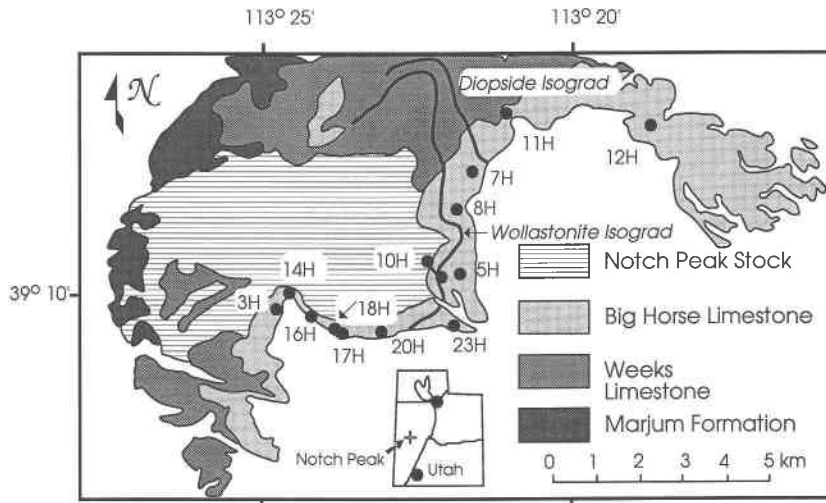 113° 25'
113° 20'
N
Diopside Isograd
11H
12H
7H
8H
Wollastonite Isograd
10H
5H
14H
39° 10'
3H
18H
16H
17H
20H
23H
Notch Peak Stock
Big Horse Limestone
Weeks
Limestone
Marjum Formation
Notch Peak
Utah
0 1 2 3 4 5 km